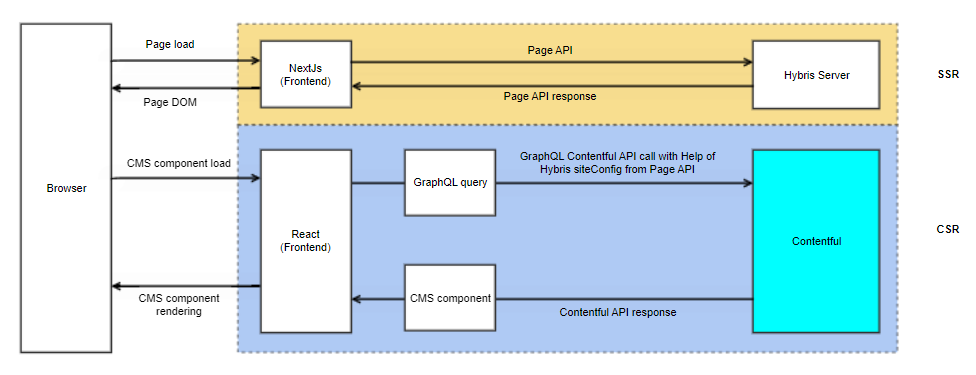 Page load
Page DOM
NextJs
(Frontend)
Page API
Page API response
Hybris Server
SSR
Browser
CMS component load
CMS component
rendering
React
(Frontend)
GraphQL query
GraphQL Contentful API call with Help of
Hybris siteConfig from Page API
Contentful
CMS component
Contentful API response
CSR